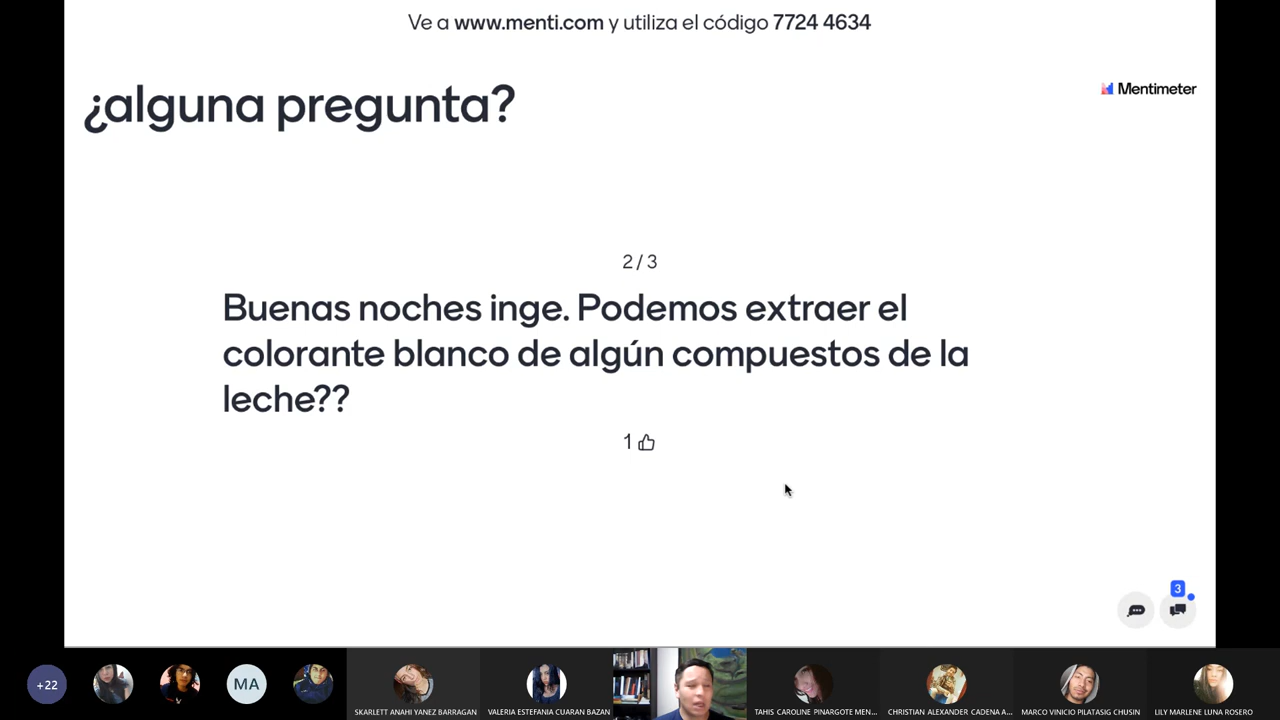 Ve a www.menti.com y utiliza el código 7724 4634
¿alguna pregunta?
Mentimeter
2 / 3
Buenas noches inge. Podemos extraer el
colorante blanco de algún compuestos de la
leche??
1
3
+22
MA
SKARLETT ANAHI YANEZ BARRAGAN
VALERIA ESTEFANIA CUARAN BAZAN
TAHIS CAROLINE PINARGOTE MEN...
CHRISTIAN ALEXANDER CADENA A...
MARCO VINICIO PILATASIG CHUSIN
LILY MARLENE LUNA ROSERO